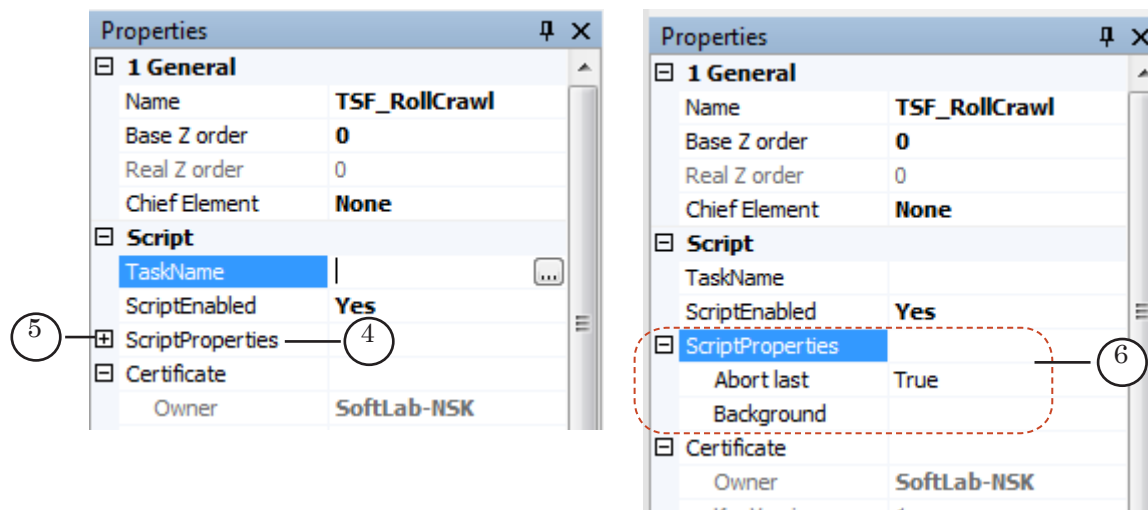 Properties
1 General
Name TSF_RollCrawl
Base Z order 0
Real Z order 0
Chief Element None
Script
TaskName ...
ScriptEnabled Yes
5 ScriptProperties 4
Certificate
Owner SoftLab-NSK
Properties
1 General
Name TSF_RollCrawl
Base Z order 0
Real Z order 0
Chief Element None
Script
TaskName
ScriptEnabled Yes
ScriptProperties
6
Abort last True
Background
Certificate
Owner SoftLab-NSK